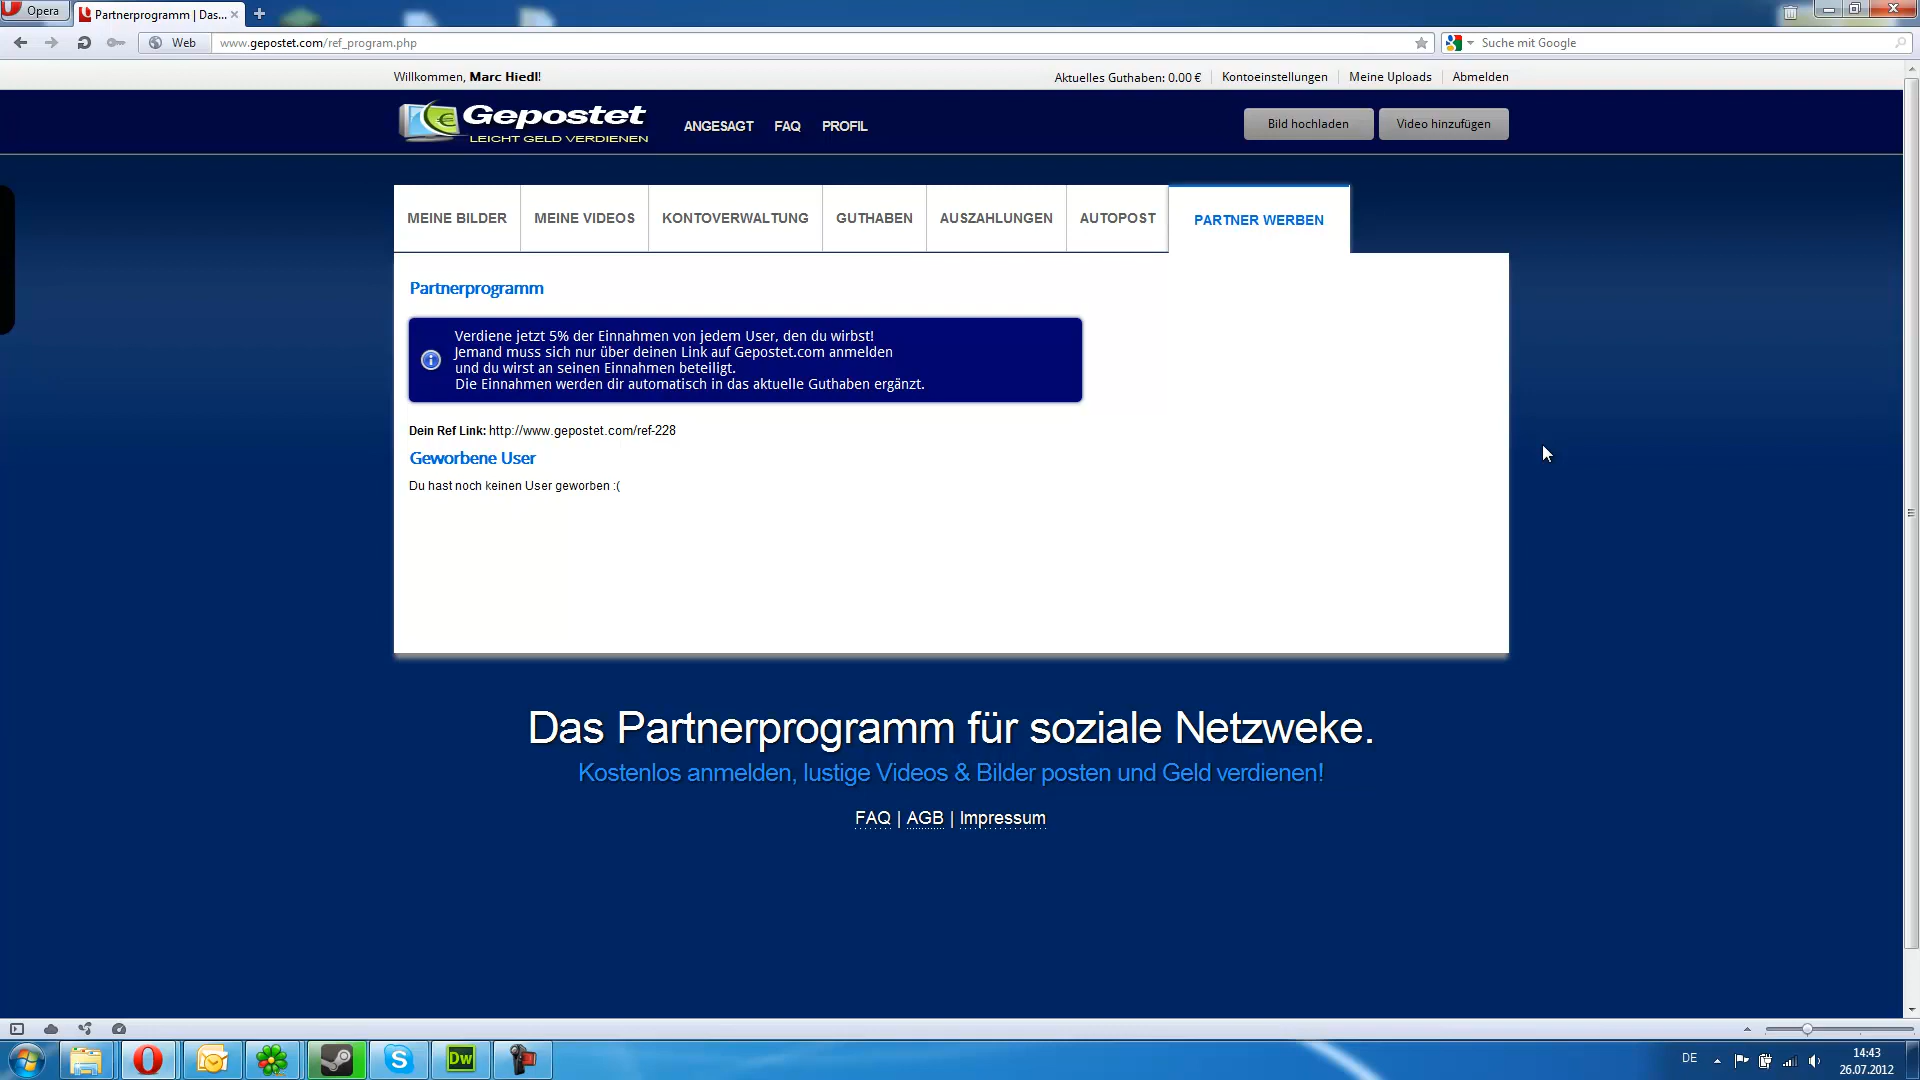 Opera
Partnerprogramm | Das...
Web
www.gepostet.com/ref_program.php
Suche mit Google
Willkommen, Marc Hiedl!
Aktuelles Guthaben: 0.00 €
Kontoeinstellungen
Meine Uploads
Abmelden
Gepostet
LEICHT GELD VERDIENEN
ANGESAGT
FAQ
PROFIL
Bild hochladen
Video hinzufügen
MEINE BILDER
MEINE VIDEOS
KONTOVERWALTUNG
GUTHABEN
AUSZAHLUNGEN
AUTOPOST
PARTNER WERBEN
Partnerprogramm
Verdiene jetzt 5% der Einnahmen von jedem User, den du wirbst!
Jemand muss sich nur über deinen Link auf Gepostet.com anmelden
und du wirst an seinen Einnahmen beteiligt.
Die Einnahmen werden dir automatisch in das aktuelle Guthaben ergänzt.
Dein Ref Link: http://www.gepostet.com/ref-228
Geworbene User
Du hast noch keinen User geworben :(
Das Partnerprogramm für soziale Netzweke.
Kostenlos anmelden, lustige Videos & Bilder posten und Geld verdienen!
FAQ | AGB | Impressum
Dw
DE
14:43
26.07.2012